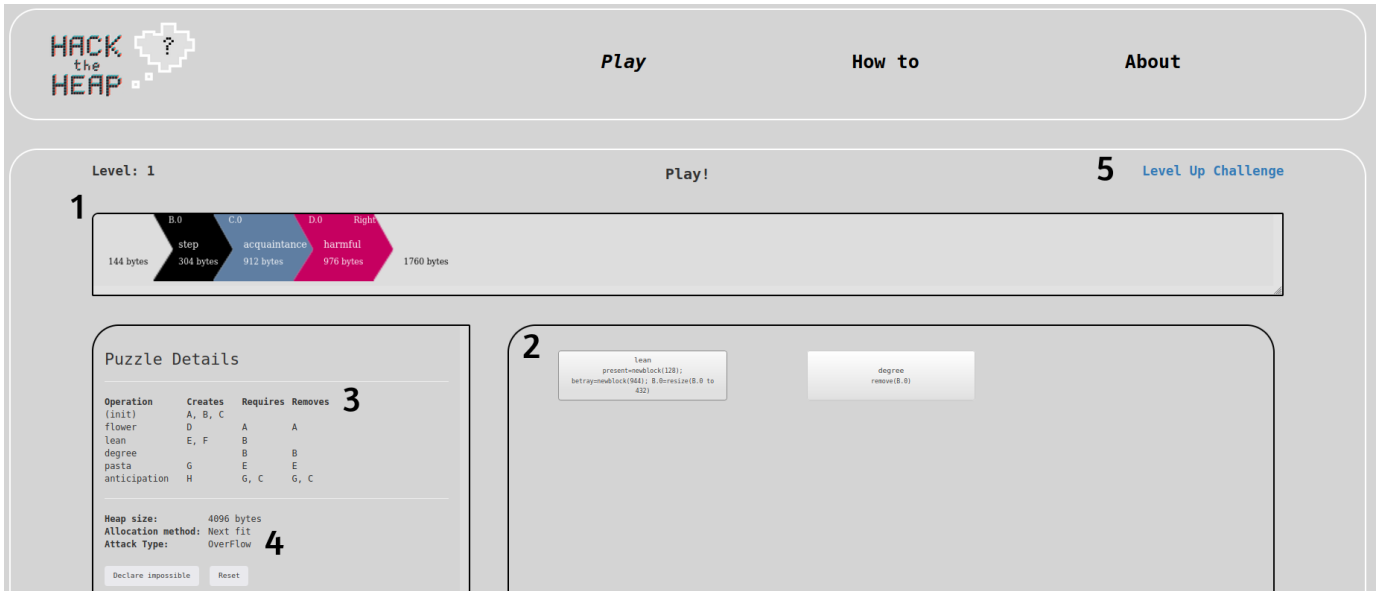 HACK
the
HEAP
?
Play
How to
About
Level: 1
Play!
5
Level Up Challenge
1
B.0
C.0
D.0
Right
step
acquaintance
harmful
144 bytes
304 bytes
912 bytes
976 bytes
1760 bytes
Puzzle Details
3
Operation Creates Requires Removes
(init) A, B, C
flower D A A
lean E, F B
degree B B
pasta G E E
anticipation H G, C G, C
Heap size: 4096 bytes
Allocation method: Next fit
Attack Type: OverFlow
4
Declare impossible
Reset
2
lean
present=newblock(128);
betray=newblock(944); B.0=resize(B.0 to
432)
degree
remove(B.0)